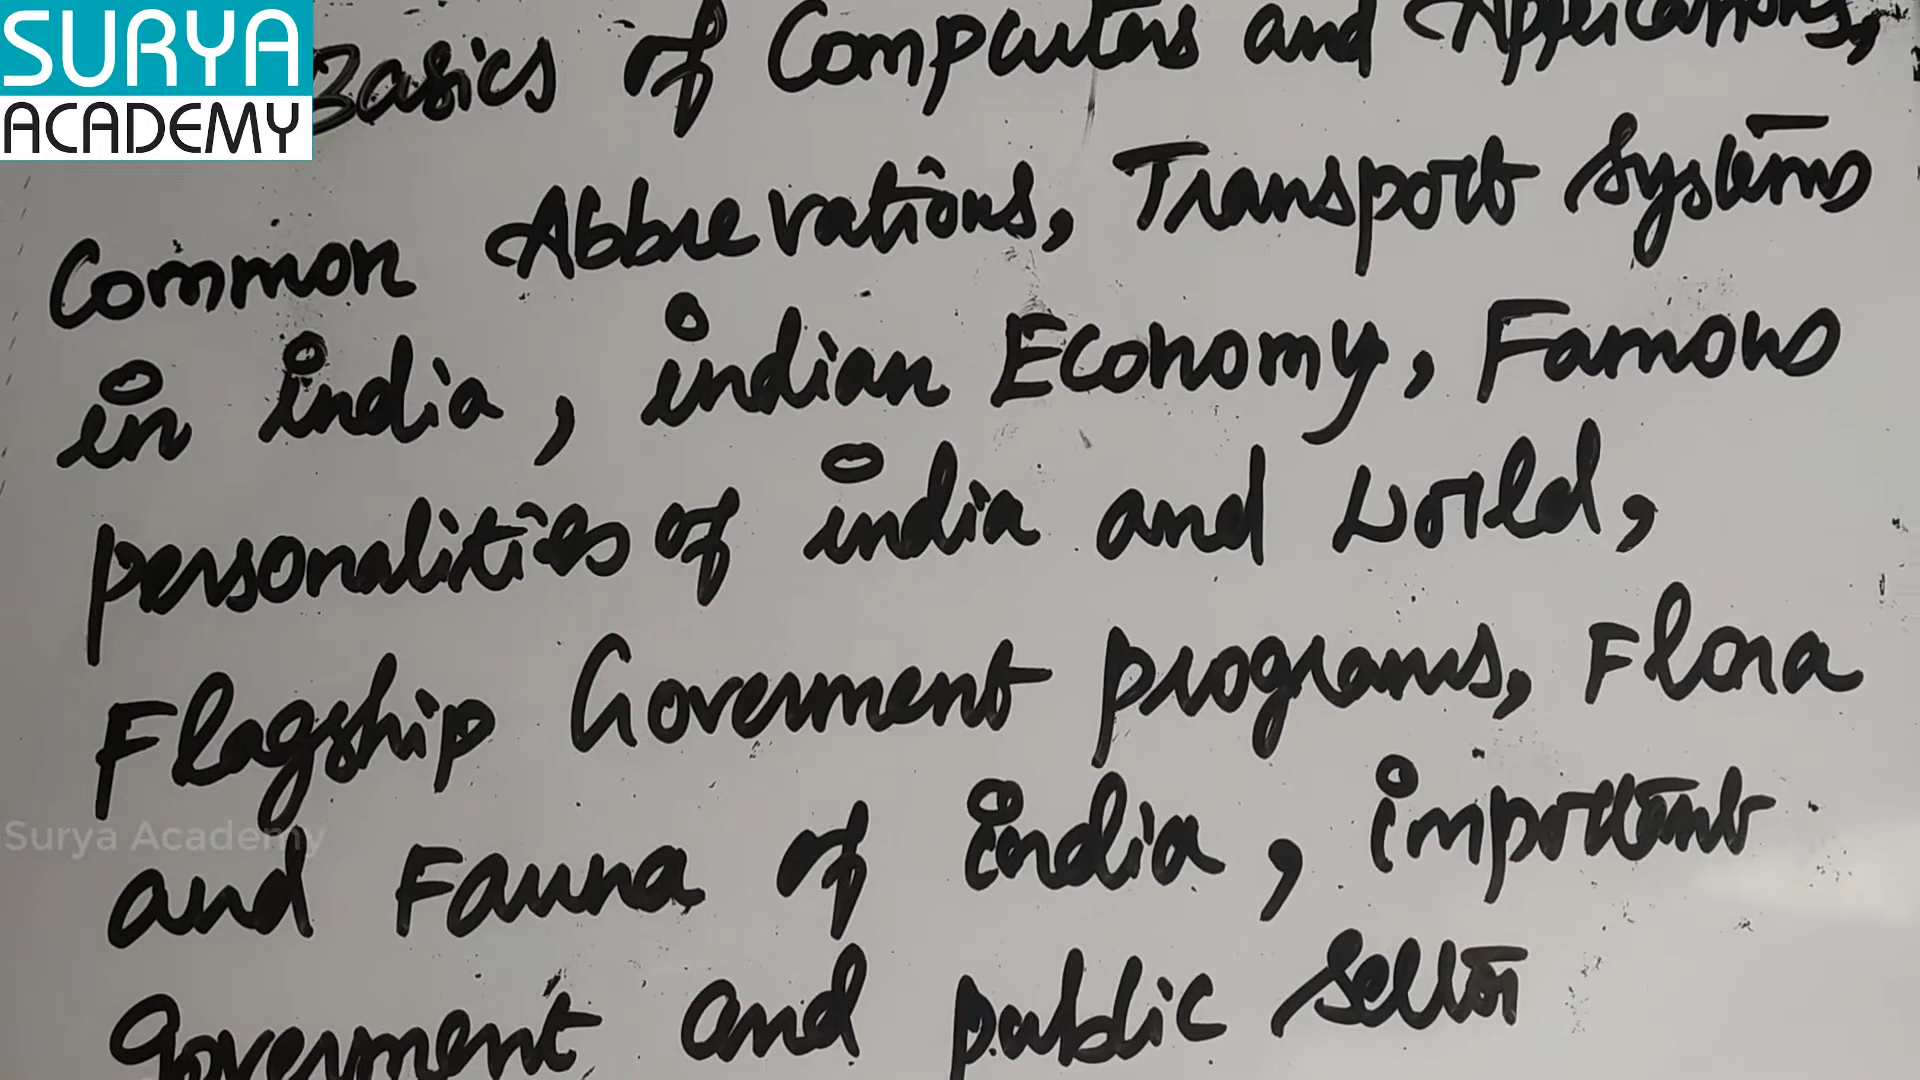 SURYA
ACADEMY
Basics of Computers and Applications,
Common Abbrevations, Transport Systems
in india, indian Economy, Famous
personalities of india and world,
Flagship Goverment programs, Flora
and Fauna of india, important
Goverment and public Sector
Surya Academy